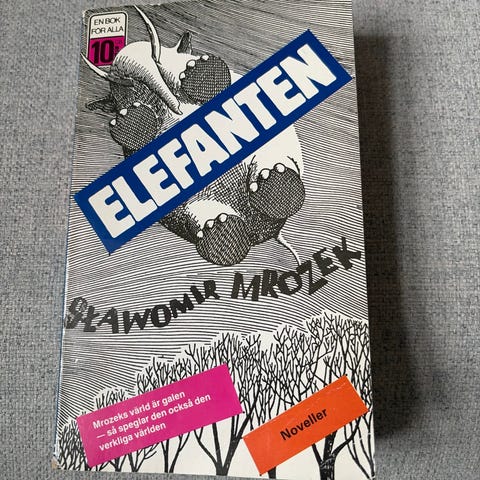 EN BOK
FÖR ALLA
10:-
ELEFANTEN
SŁAWOMIR MROZEK
Mrozeks värld är galen
— så speglar den också den
verkliga världen
Noveller